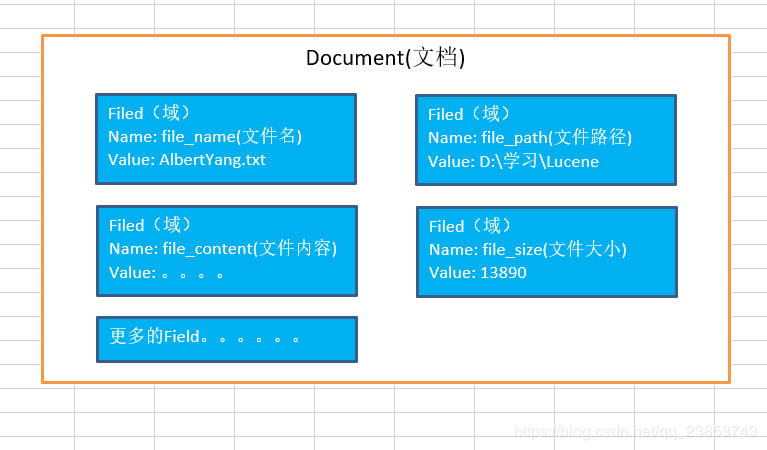 Document(文档)
Filed（域）
Name: file_name(文件名)
Value: AlbertYang.txt
Filed（域）
Name: file_path(文件路径)
Value: D:\学习\Lucene
Filed（域）
Name: file_content(文件内容)
Value: 。。。。
Filed（域）
Name: file_size(文件大小)
Value: 13890
更多的Field。。。。。。
https://blog.csdn.net/qq_23853743